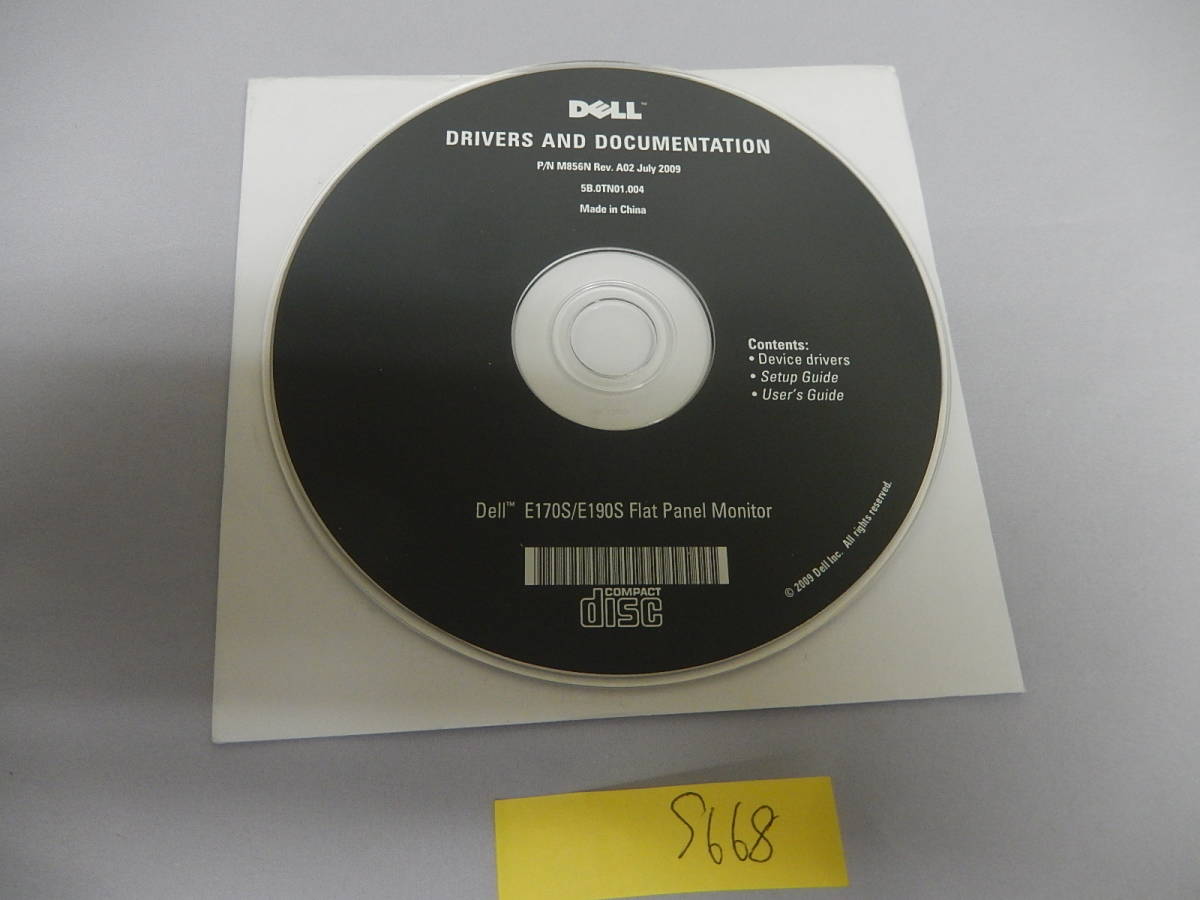 DELL™
DRIVERS AND DOCUMENTATION
P/N M856N Rev. A02 July 2009
5B.0TN01.004
Made in China
Contents:
• Device drivers
• Setup Guide
• User's Guide
Dell™ E170S/E190S Flat Panel Monitor
COMPACT
disc
© 2009 Dell Inc. All rights reserved.
S668